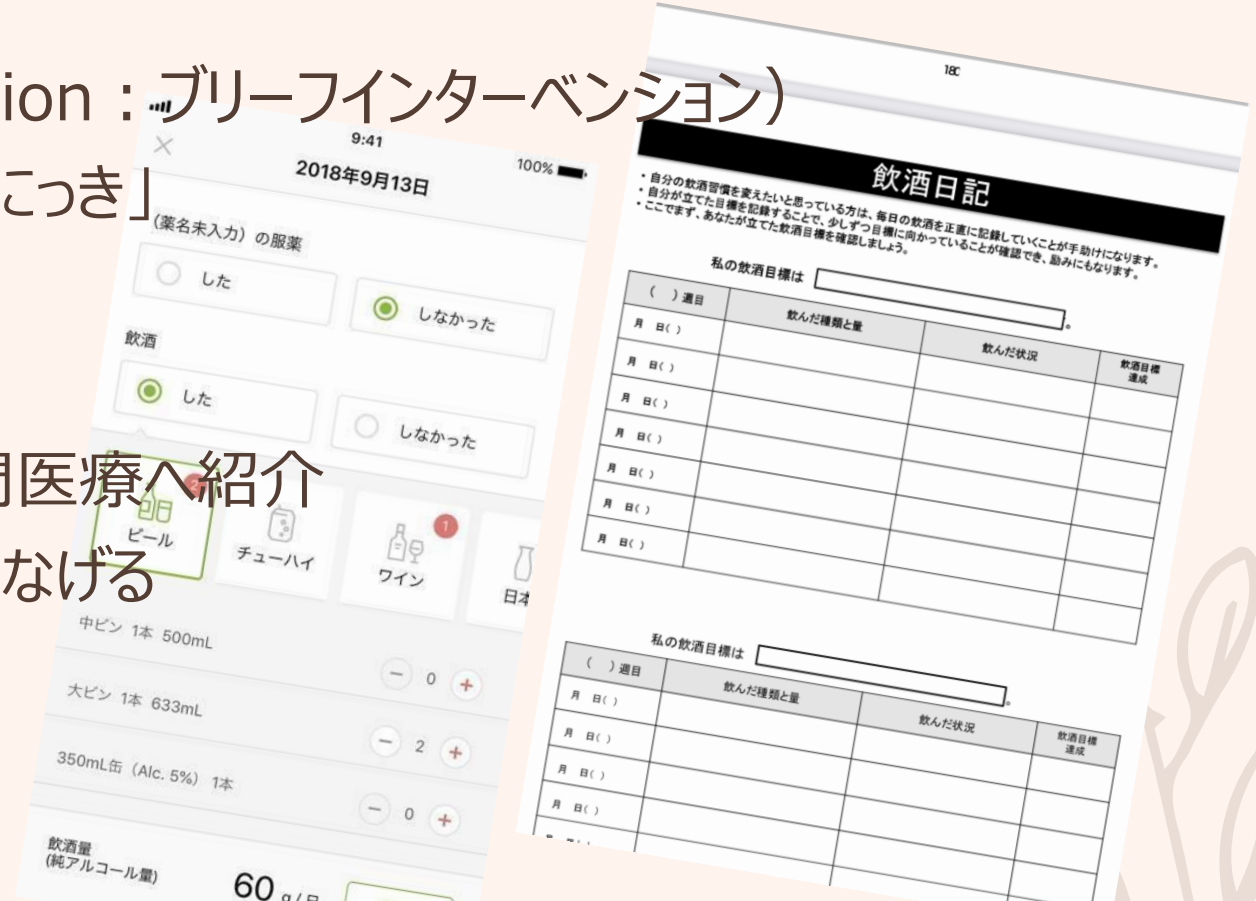 ion：ブリーフインターベンション）
こっき」
門医療へ紹介
なげる
9:41
100%
2018年9月13日
（薬名未入力）の服薬
した
しなかった
飲酒
した
しなかった
2
ビール
チューハイ
1
ワイン
日本
中ビン 1本 500mL
0
大ビン 1本 633mL
2
350mL缶（Alc. 5%） 1本
0
飲酒量
(純アルコール量)
60 g/日
180
飲酒日記
・自分の飲酒習慣を変えたいと思っている方は、毎日の飲酒を正直に記録していくことが手助けになります。
・自分が立てた目標を記録することで、少しずつ目標に向かっていることが確認でき、励みにもなります。
・ここでまず、あなたが立てた飲酒目標を確認しましょう。
私の飲酒目標は 。
（ ）週目 飲んだ種類と量 飲んだ状況 飲酒目標達成
月 日( )
月 日( )
月 日( )
月 日( )
月 日( )
月 日( )
月 日( )
私の飲酒目標は 。
（ ）週目 飲んだ種類と量 飲んだ状況 飲酒目標達成
月 日( )
月 日( )
月 日( )
月 日( )